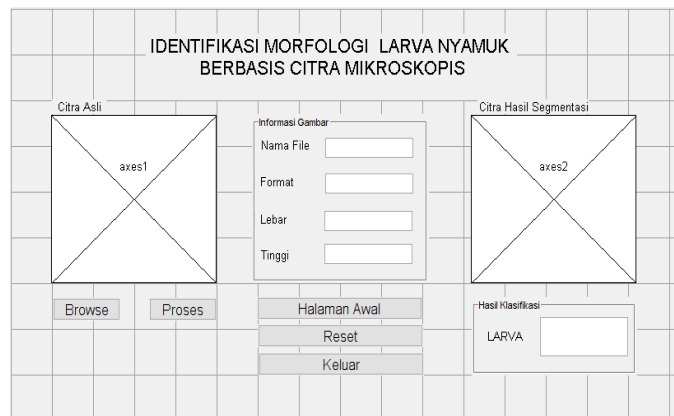 IDENTIFIKASI MORFOLOGI LARVA NYAMUK
BERBASIS CITRA MIKROSKOPIS
Citra Asli
axes1
Browse
Proses
Informasi Gambar
Nama File
Format
Lebar
Tinggi
Halaman Awal
Reset
Keluar
Citra Hasil Segmentasi
axes2
Hasil Klasifikasi
LARVA